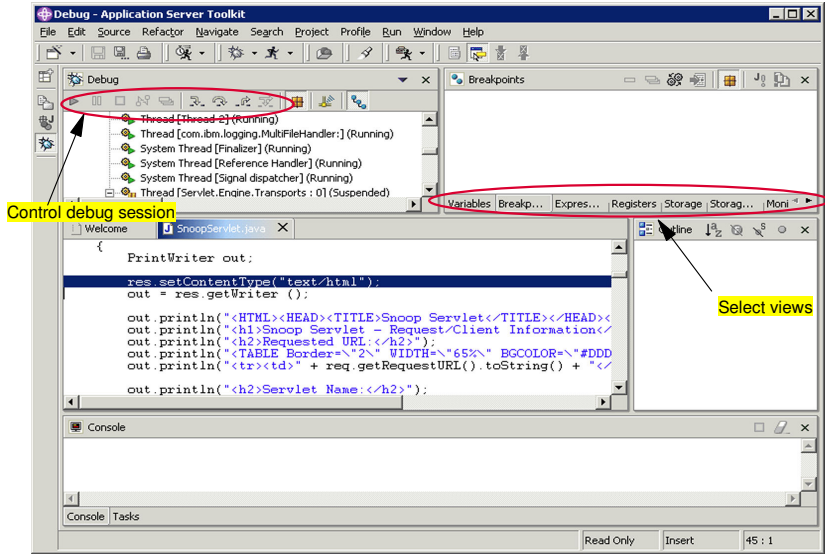 Debug - Application Server Toolkit
File Edit Source Refactor Navigate Search Project Profile Run Window Help
Debug
Breakpoints
Thread [Thread-2] (Running)
Thread [com.ibm.logging.MultiFileHandler:] (Running)
System Thread [Finalizer] (Running)
System Thread [Reference Handler] (Running)
System Thread [Signal dispatcher] (Running)
Thread [Servlet.Engine.Transports : 0] (Suspended)
Variables Breakp... Expres... Registers Storage Storag... Moni
Control debug session
Welcome SnoopServlet.java
Outline
Select views
{
PrintWriter out;
res.setContentType("text/html");
out = res.getWriter ();
out.println("<HTML><HEAD><TITLE>Snoop Servlet</TITLE></HEAD><
out.println("<h1>Snoop Servlet - Request/Client Information</
out.println("<h2>Requested URL:</h2>");
out.println("<TABLE Border=\"2\" WIDTH=\"65%\" BGCOLOR=\"#DDD
out.println("<tr><td>" + req.getRequestURL().toString() + "</
out.println("<h2>Servlet Name:</h2>");
Console
Console Tasks
Read Only Insert 45 : 1